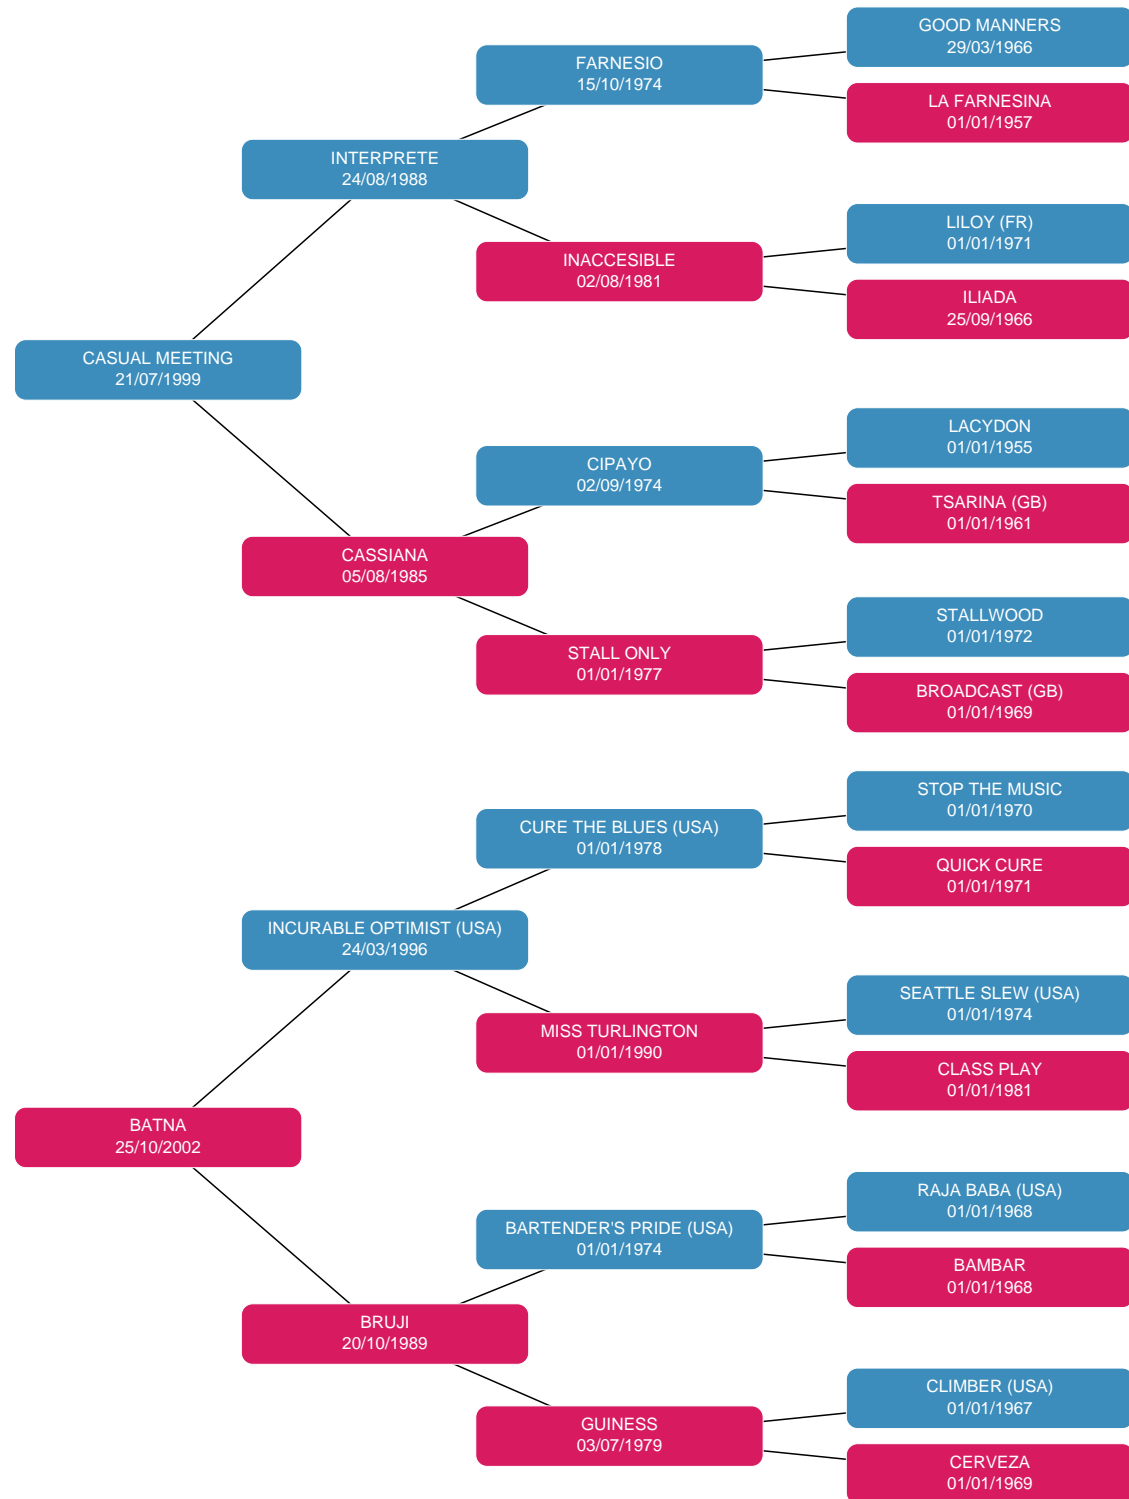 GOOD MANNERS
29/03/1966
FARNESIO
15/10/1974
LA FARNESINA
01/01/1957
INTERPRETE
24/08/1988
LILOY (FR)
01/01/1971
INACCESIBLE
02/08/1981
ILIADA
25/09/1966
CASUAL MEETING
21/07/1999
LACYDON
01/01/1955
CIPAYO
02/09/1974
TSARINA (GB)
01/01/1961
CASSIANA
05/08/1985
STALLWOOD
01/01/1972
STALL ONLY
01/01/1977
BROADCAST (GB)
01/01/1969
STOP THE MUSIC
01/01/1970
CURE THE BLUES (USA)
01/01/1978
QUICK CURE
01/01/1971
INCURABLE OPTIMIST (USA)
24/03/1996
SEATTLE SLEW (USA)
01/01/1974
MISS TURLINGTON
01/01/1990
CLASS PLAY
01/01/1981
BATNA
25/10/2002
RAJA BABA (USA)
01/01/1968
BARTENDER'S PRIDE (USA)
01/01/1974
BAMBAR
01/01/1968
BRUJI
20/10/1989
CLIMBER (USA)
01/01/1967
GUINESS
03/07/1979
CERVEZA
01/01/1969